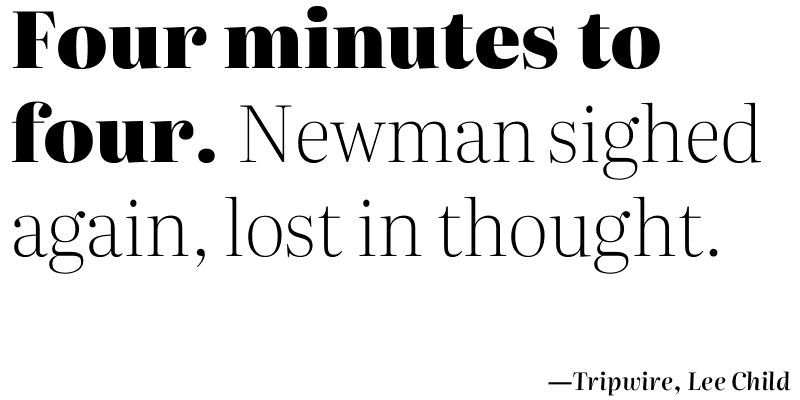 Four minutes to
four. Newman sighed
again, lost in thought.
—Tripwire, Lee Child